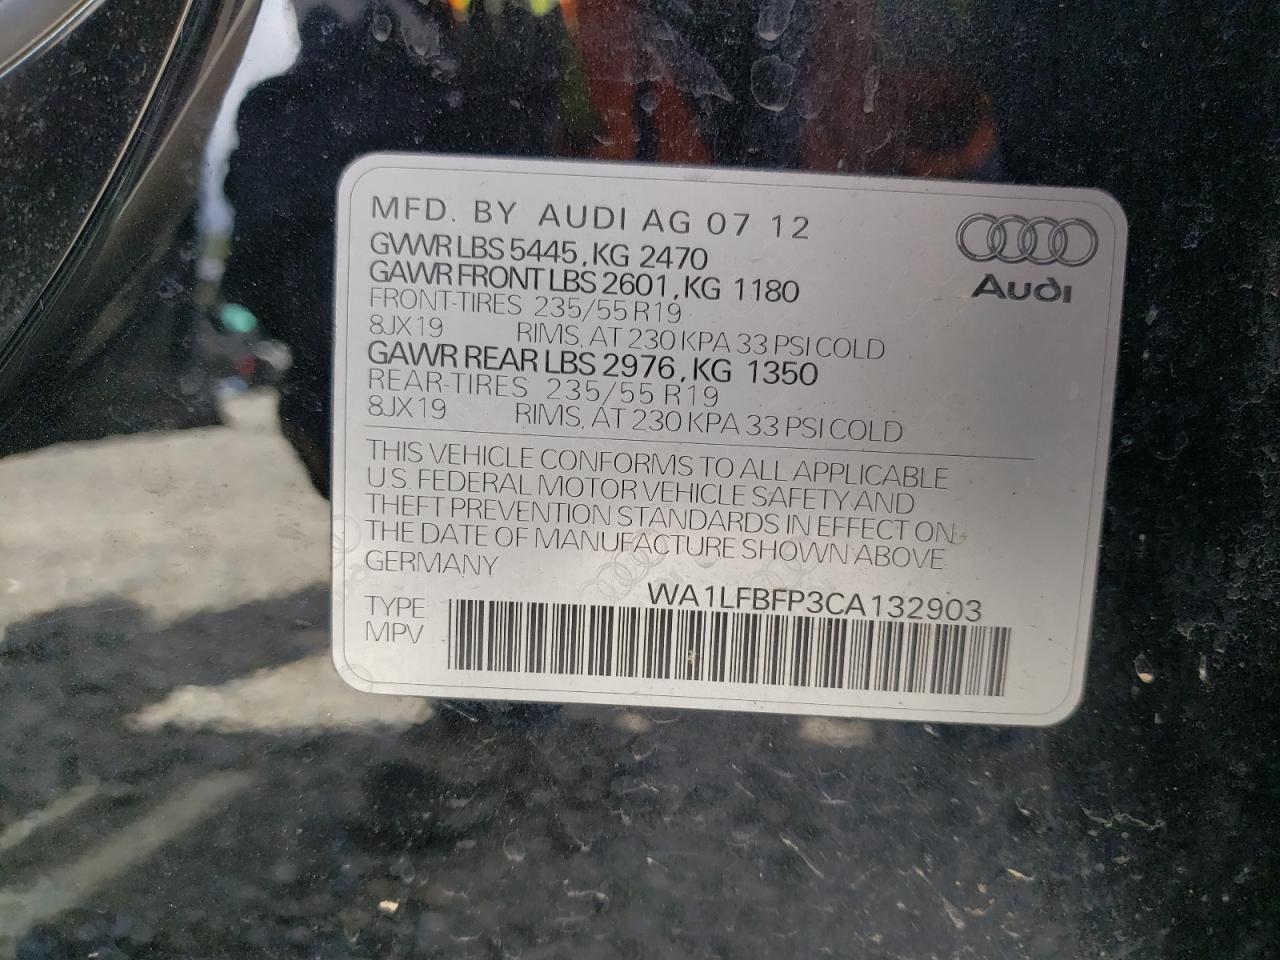 MFD. BY AUDI AG 07 12
GVWR LBS 5445, KG 2470
GAWR FRONT LBS 2601, KG 1180
FRONT-TIRES 235/55 R19
8JX19 RIMS, AT 230 KPA 33 PSI COLD
GAWR REAR LBS 2976, KG 1350
REAR-TIRES 235/55 R19
8JX19 RIMS, AT 230 KPA 33 PSI COLD
Audi
THIS VEHICLE CONFORMS TO ALL APPLICABLE
U.S. FEDERAL MOTOR VEHICLE SAFETY AND
THEFT PREVENTION STANDARDS IN EFFECT ON
THE DATE OF MANUFACTURE SHOWN ABOVE
GERMANY
WA1LFBFP3CA132903
TYPE
MPV